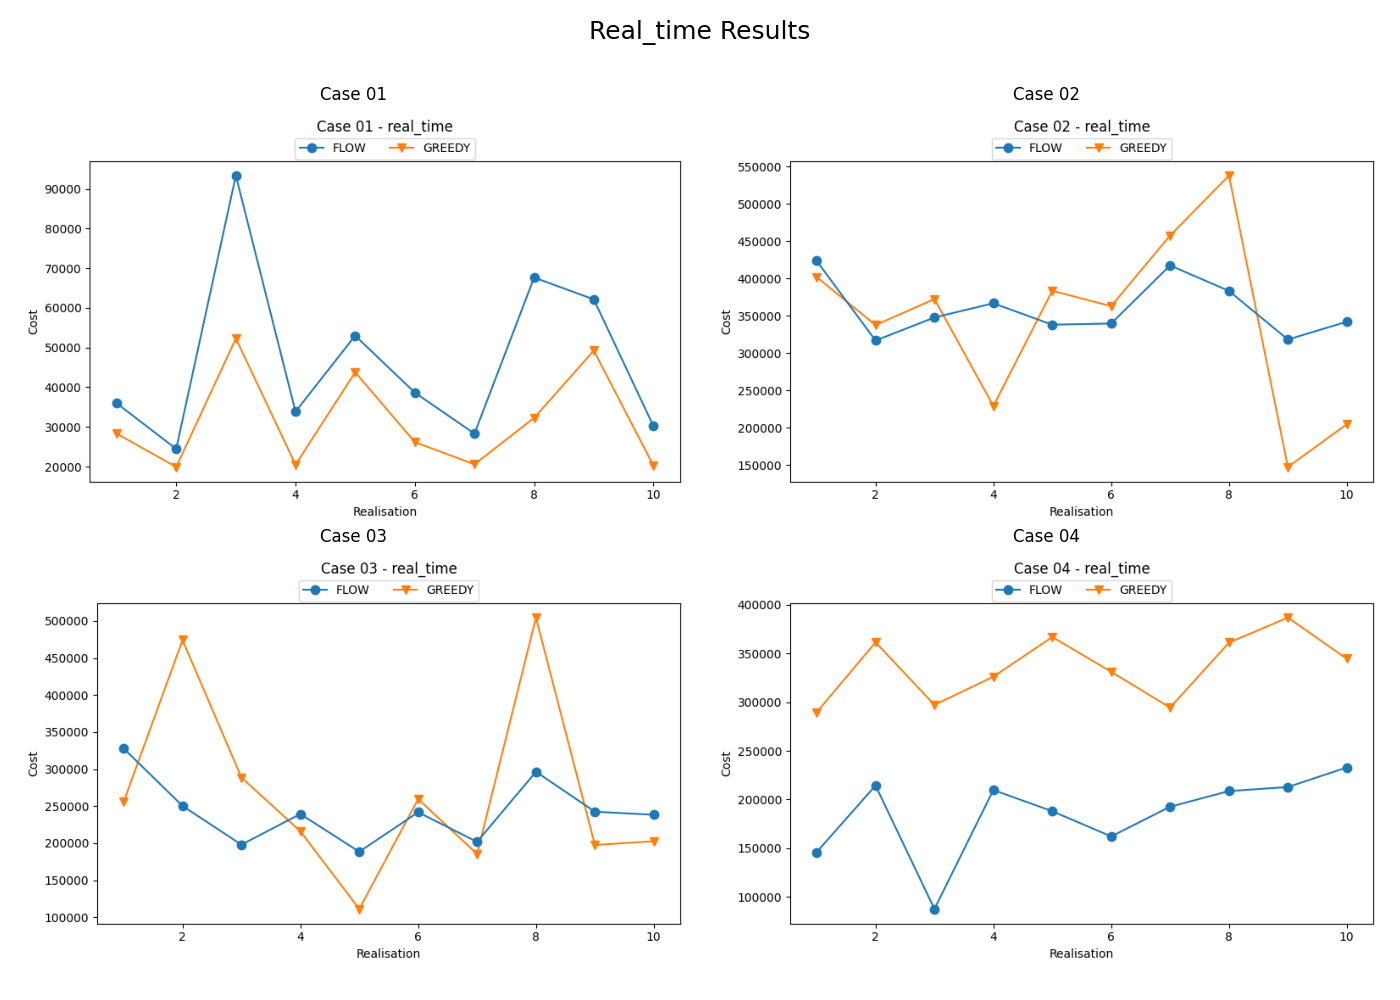 Real_time Results
Case 01
Case 01 - real_time
FLOW GREEDY
90000
80000
70000
60000
50000
40000
30000
20000
Cost
2 4 6 8 10
Realisation
Case 02
Case 02 - real_time
FLOW GREEDY
550000
500000
450000
400000
350000
300000
250000
200000
150000
Cost
2 4 6 8 10
Realisation
Case 03
Case 03 - real_time
FLOW GREEDY
500000
450000
400000
350000
300000
250000
200000
150000
100000
Cost
2 4 6 8 10
Realisation
Case 04
Case 04 - real_time
FLOW GREEDY
400000
350000
300000
250000
200000
150000
100000
Cost
2 4 6 8 10
Realisation